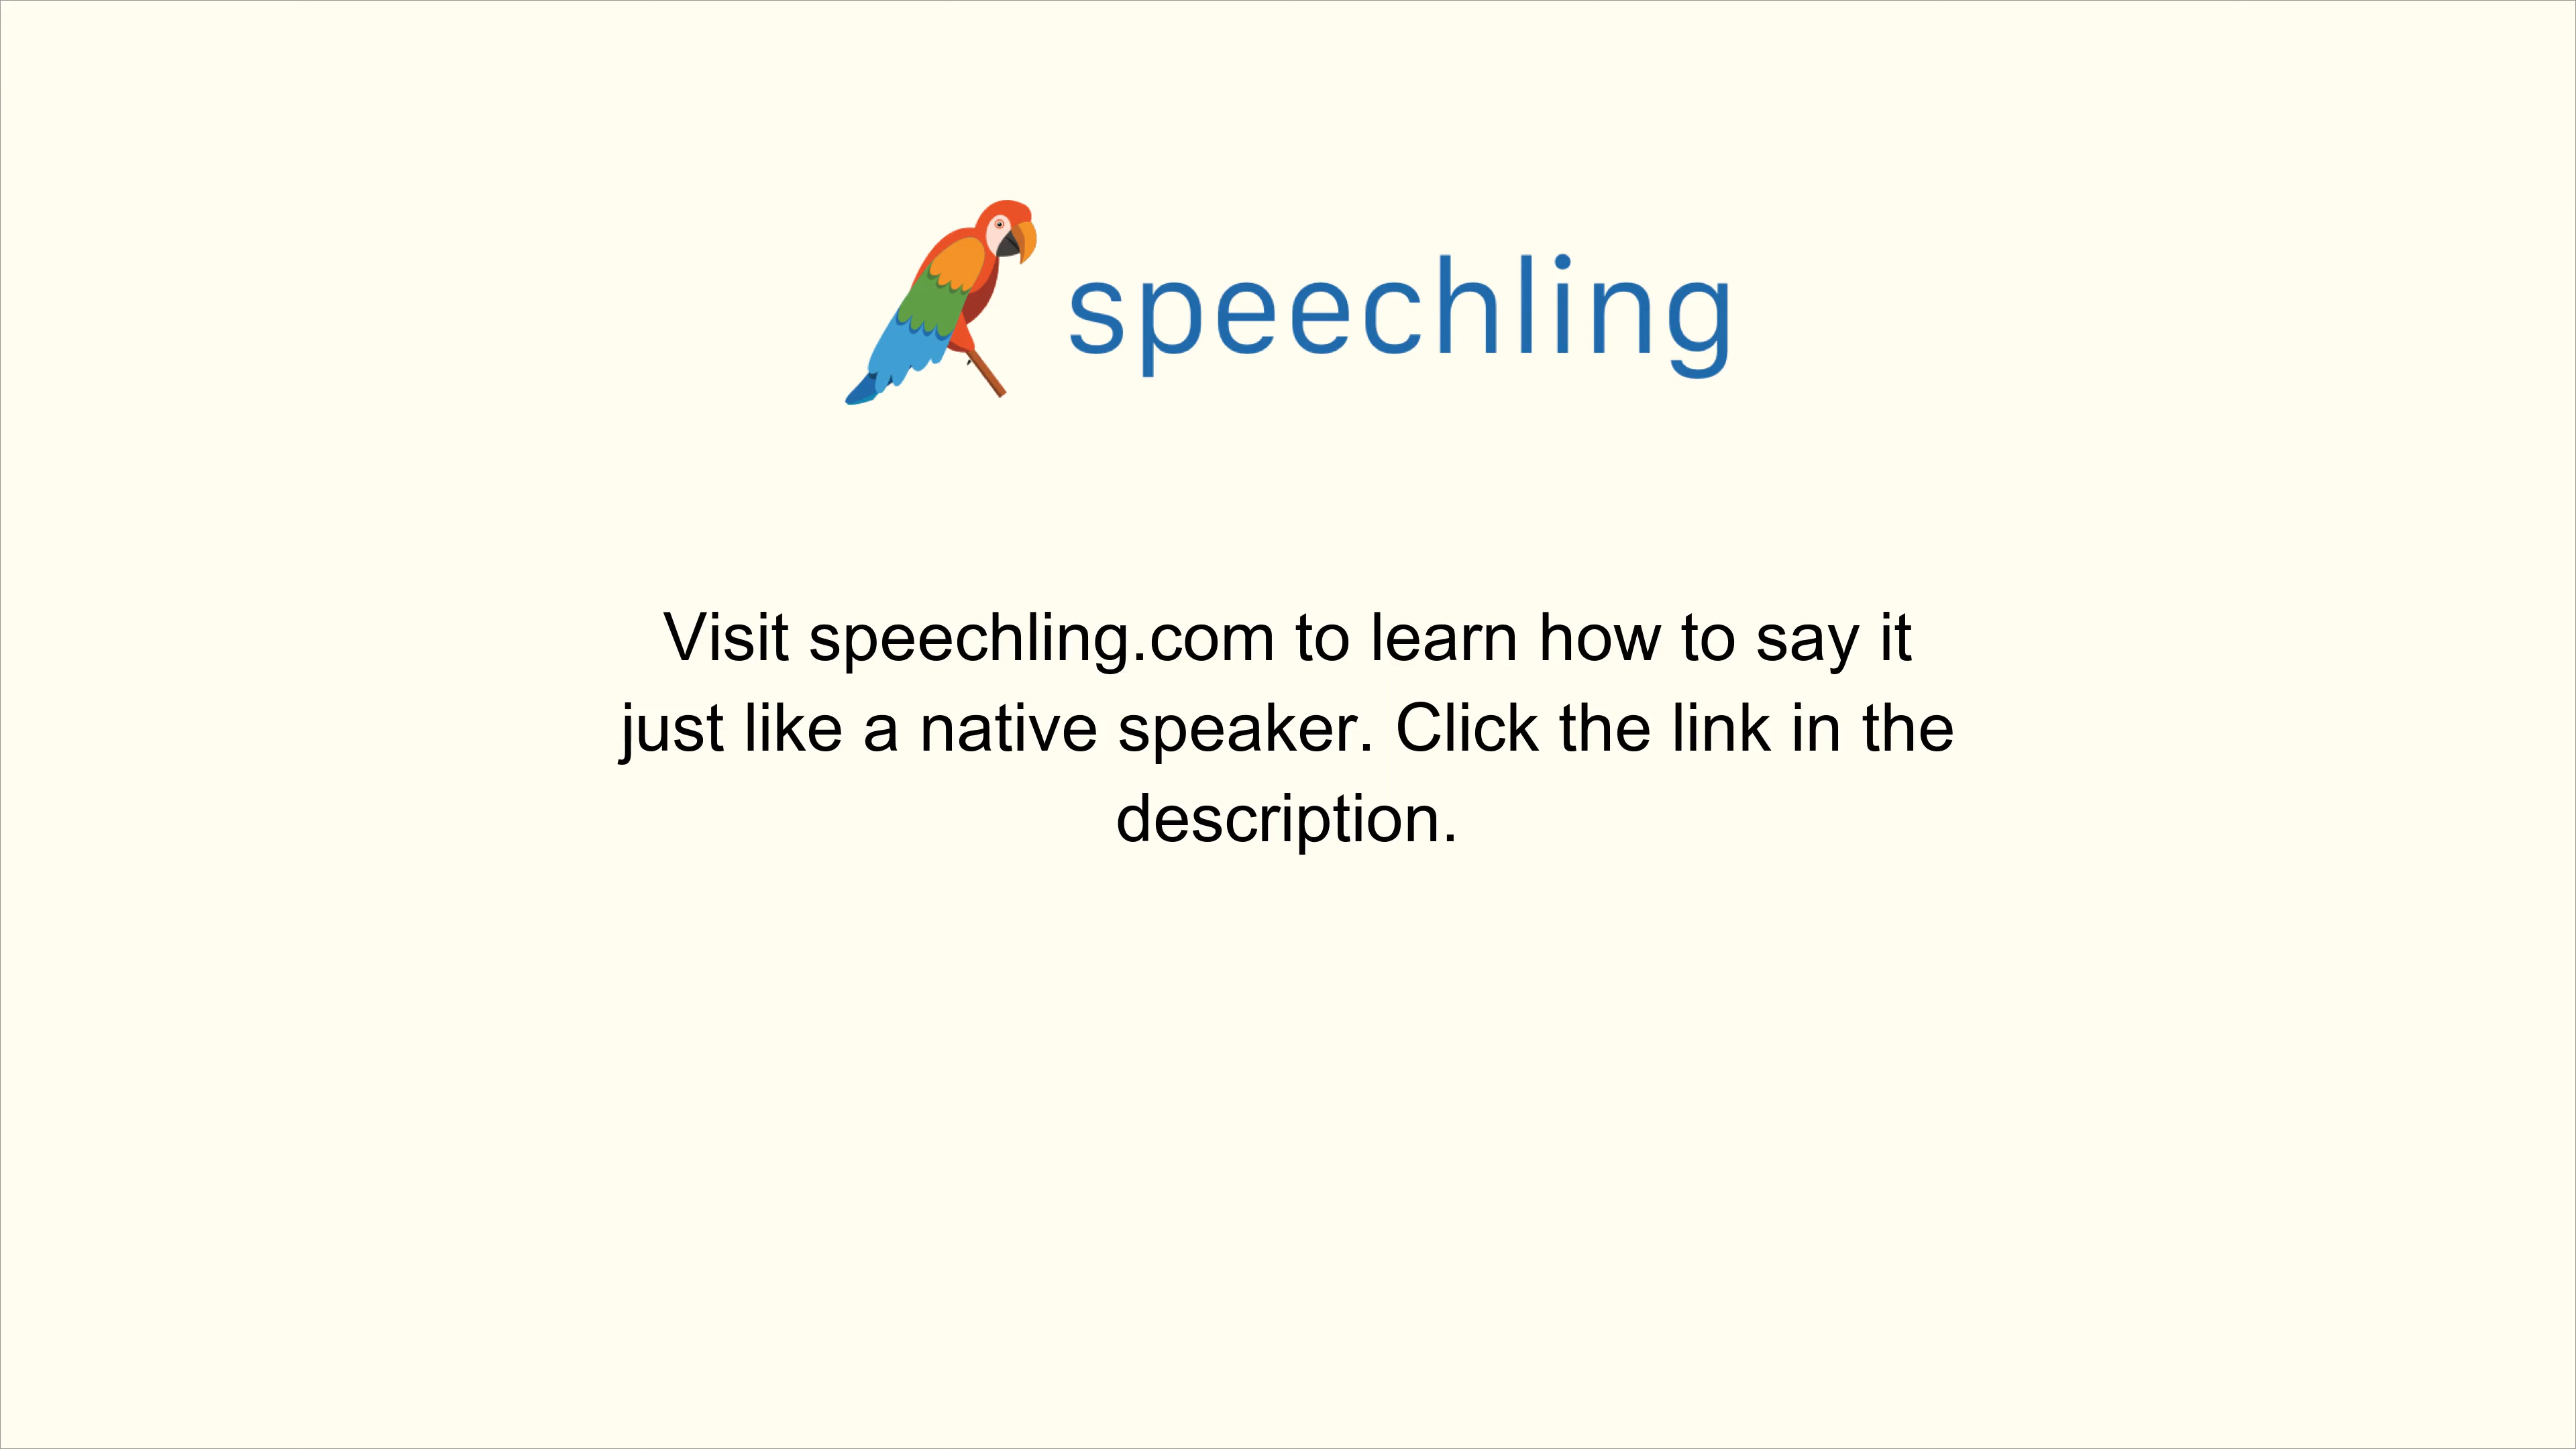 speechling
Visit speechling.com to learn how to say it
just like a native speaker. Click the link in the
description.